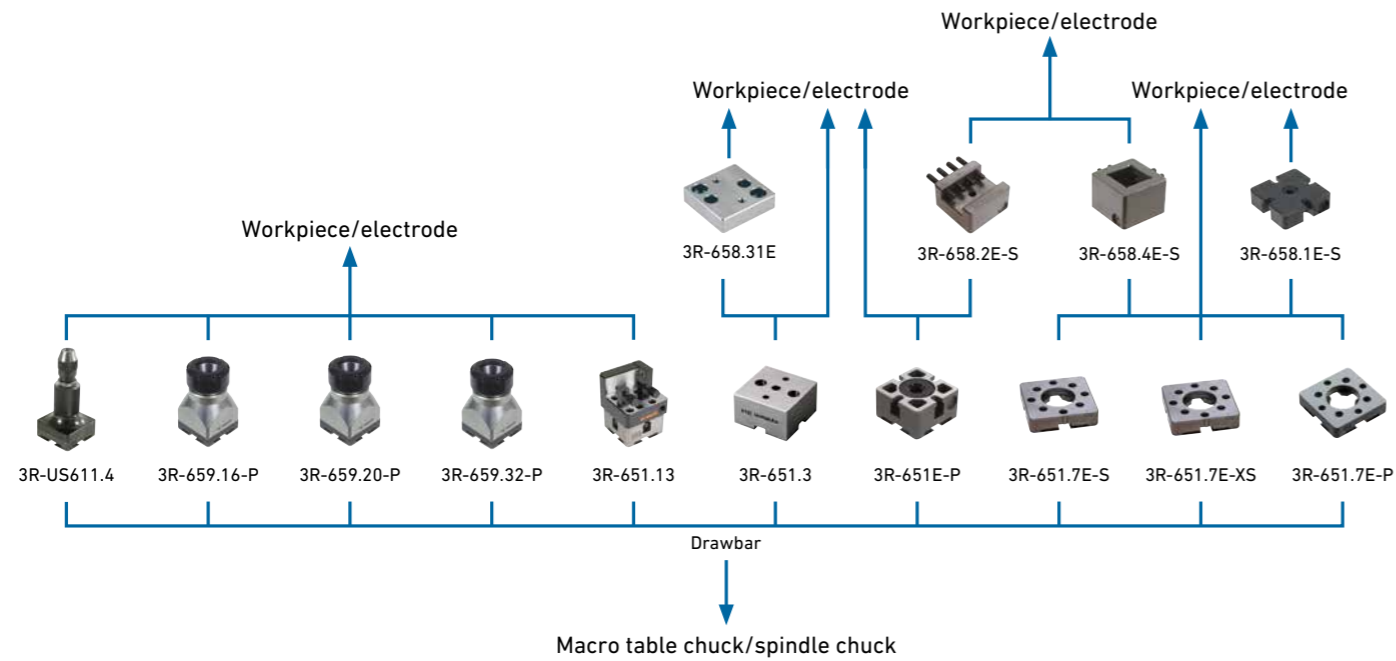 Workpiece/electrode
Workpiece/electrode
Workpiece/electrode
3R-658.31E
3R-658.2E-S
3R-658.4E-S
3R-658.1E-S
Workpiece/electrode
3R-US611.4
3R-659.16-P
3R-659.20-P
3R-659.32-P
3R-651.13
3R-651.3
3R-651E-P
3R-651.7E-S
3R-651.7E-XS
3R-651.7E-P
Drawbar
Macro table chuck/spindle chuck